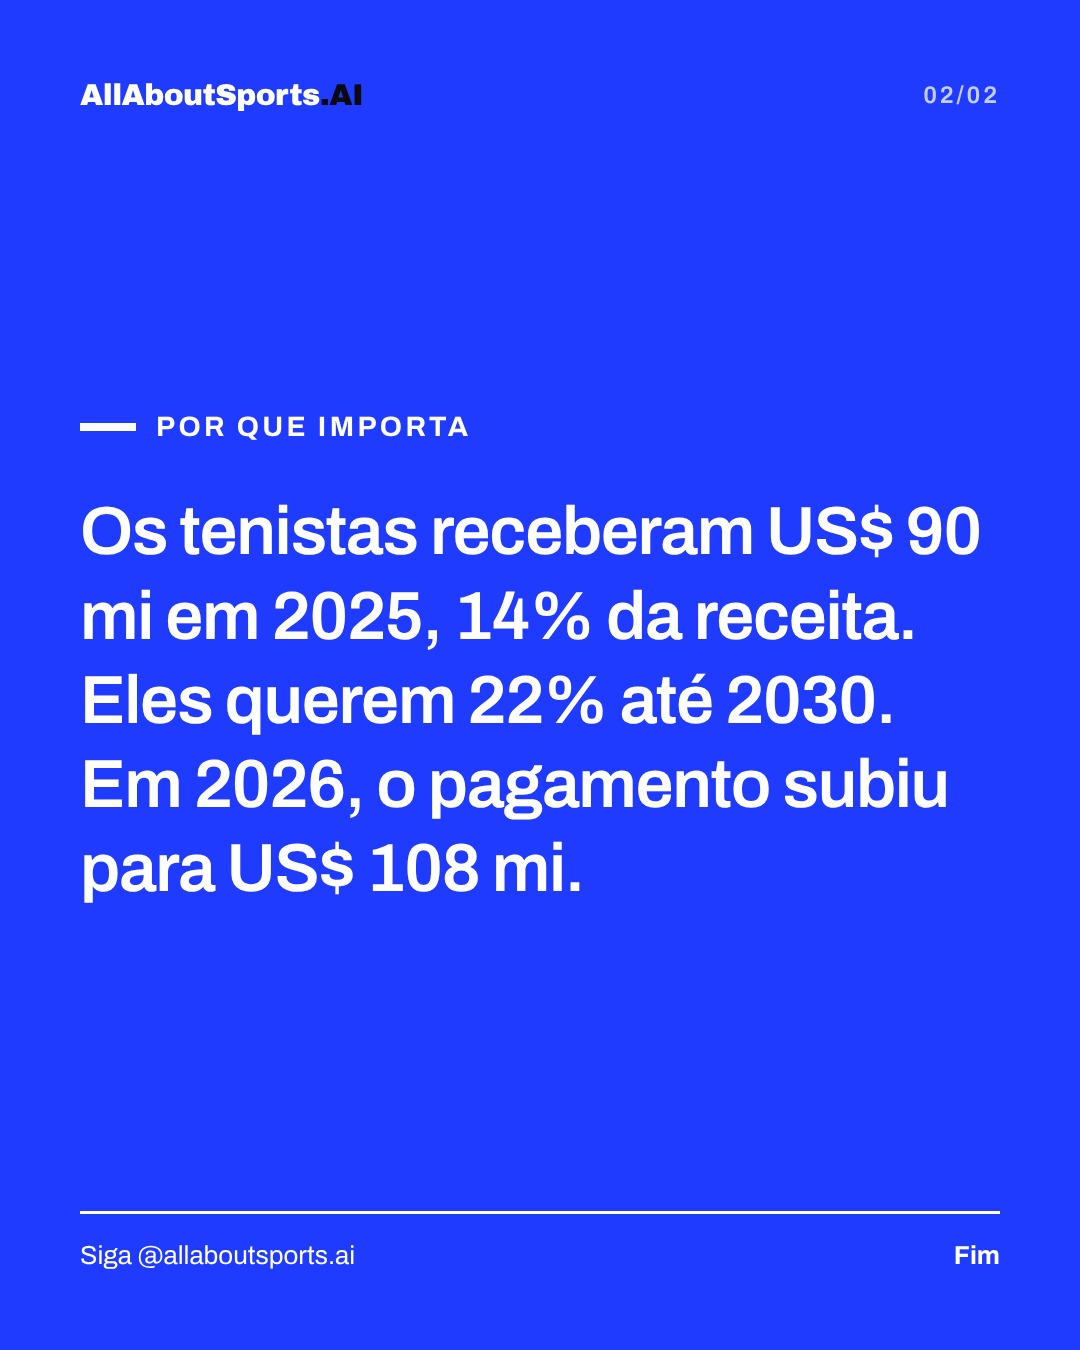 AllAboutSports.AI
02/02
POR QUE IMPORTA
Os tenistas receberam US$ 90
mi em 2025, 14% da receita.
Eles querem 22% até 2030.
Em 2026, o pagamento subiu
para US$ 108 mi.
Siga @allaboutsports.ai
Fim